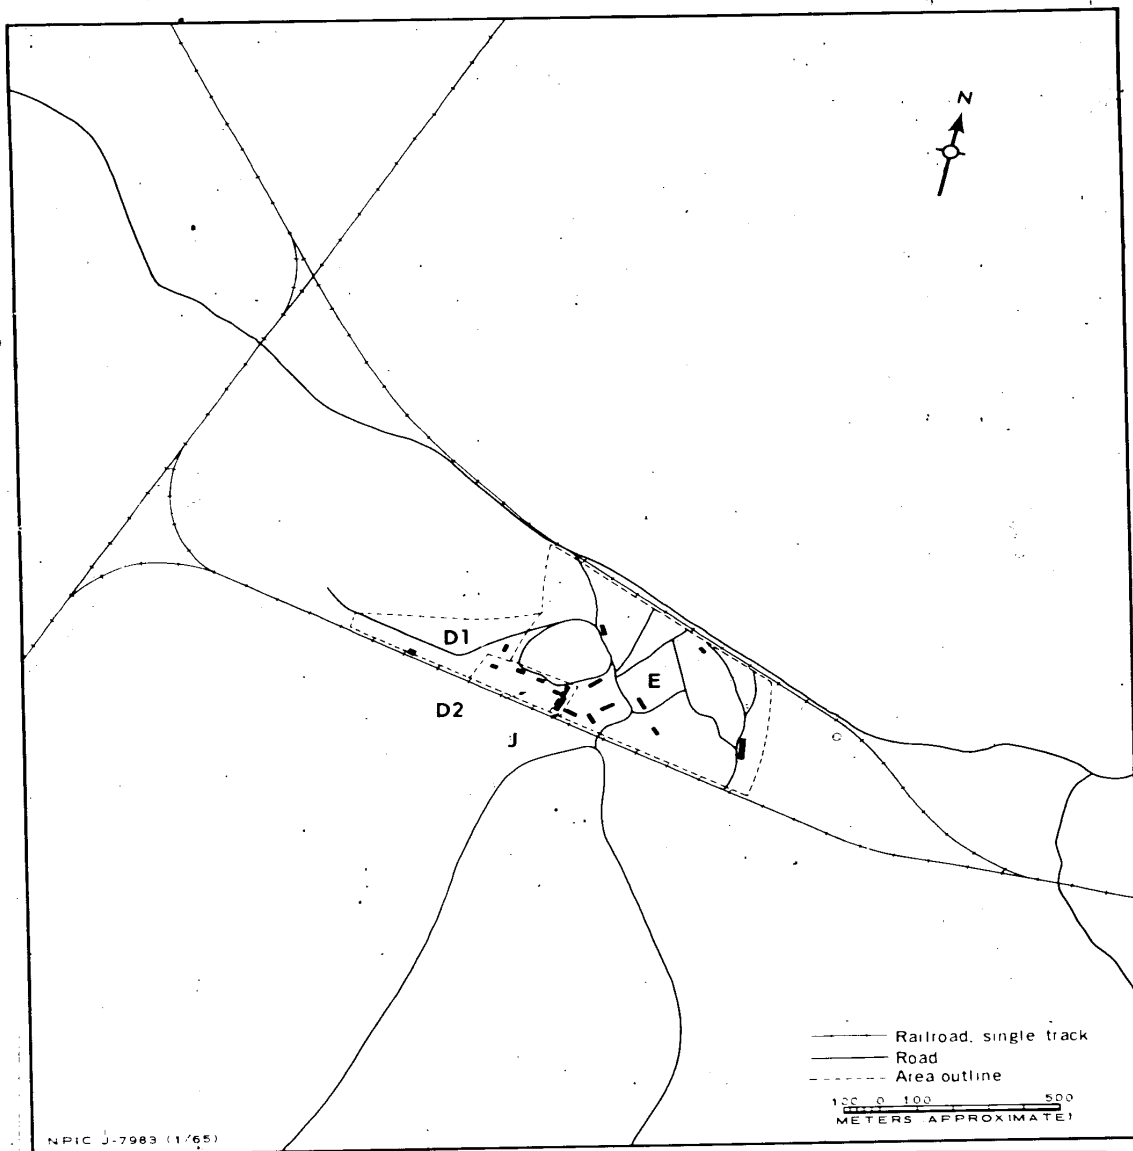 N
D1
E
D2
J
Railroad, single track
Road
Area outline
100 0 100 500
METERS (APPROXIMATE)
NPIC J-7983 (1/65)